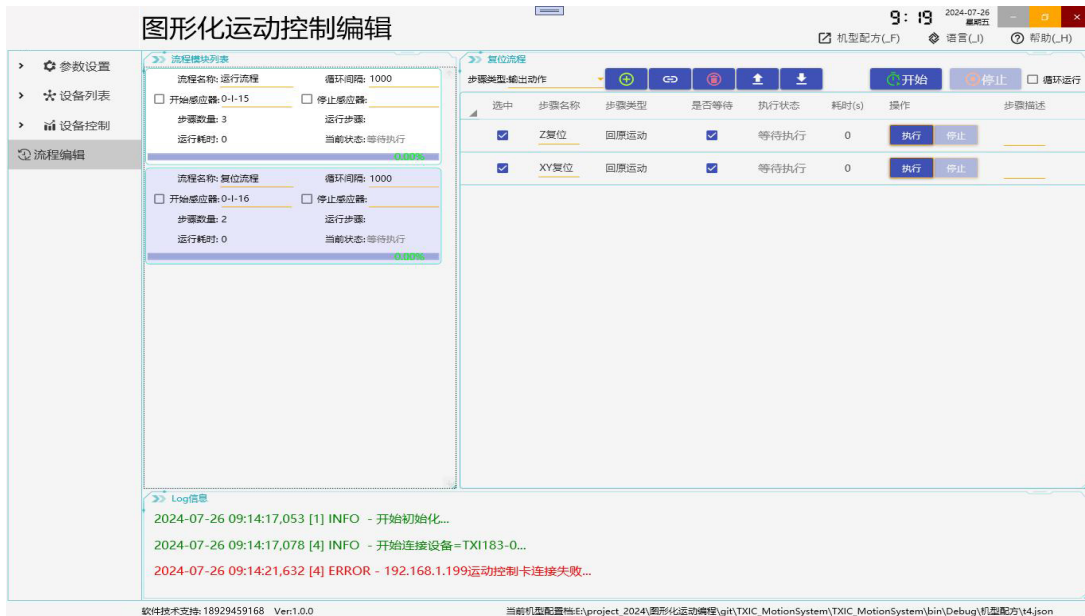 图形化运动控制编辑
9:19 2024-07-26 星期五
机型配方(_F) 语言(_I) 帮助(_H)
参数设置
设备列表
设备控制
流程编辑
流程模块列表
流程名称: 运行流程 循环间隔: 1000
开始感应器: 0-I-15 停止感应器:
步骤数量: 3 运行步骤:
运行耗时: 0 当前状态: 等待执行
0.00%
流程名称: 复位流程 循环间隔: 1000
开始感应器: 0-I-16 停止感应器:
步骤数量: 2 运行步骤:
运行耗时: 0 当前状态: 等待执行
0.00%
复位流程
步骤类型: 输出动作 开始 停止 循环运行
选中 步骤名称 步骤类型 是否等待 执行状态 耗时(s) 操作 步骤描述
Z复位 回原运动 等待执行 0 执行 停止
XY复位 回原运动 等待执行 0 执行 停止
Log信息
2024-07-26 09:14:17,053 [1] INFO - 开始初始化...
2024-07-26 09:14:17,078 [4] INFO - 开始连接设备=TXI183-0...
2024-07-26 09:14:21,632 [4] ERROR - 192.168.1.199运动控制卡连接失败...
软件技术支持: 18929459168 Ver:1.0.0 当前机型配置档:E:\project_2024\图形化运动编程\git\TXIC_MotionSystem\TXIC_MotionSystem\bin\Debug\机型配方\t4.json